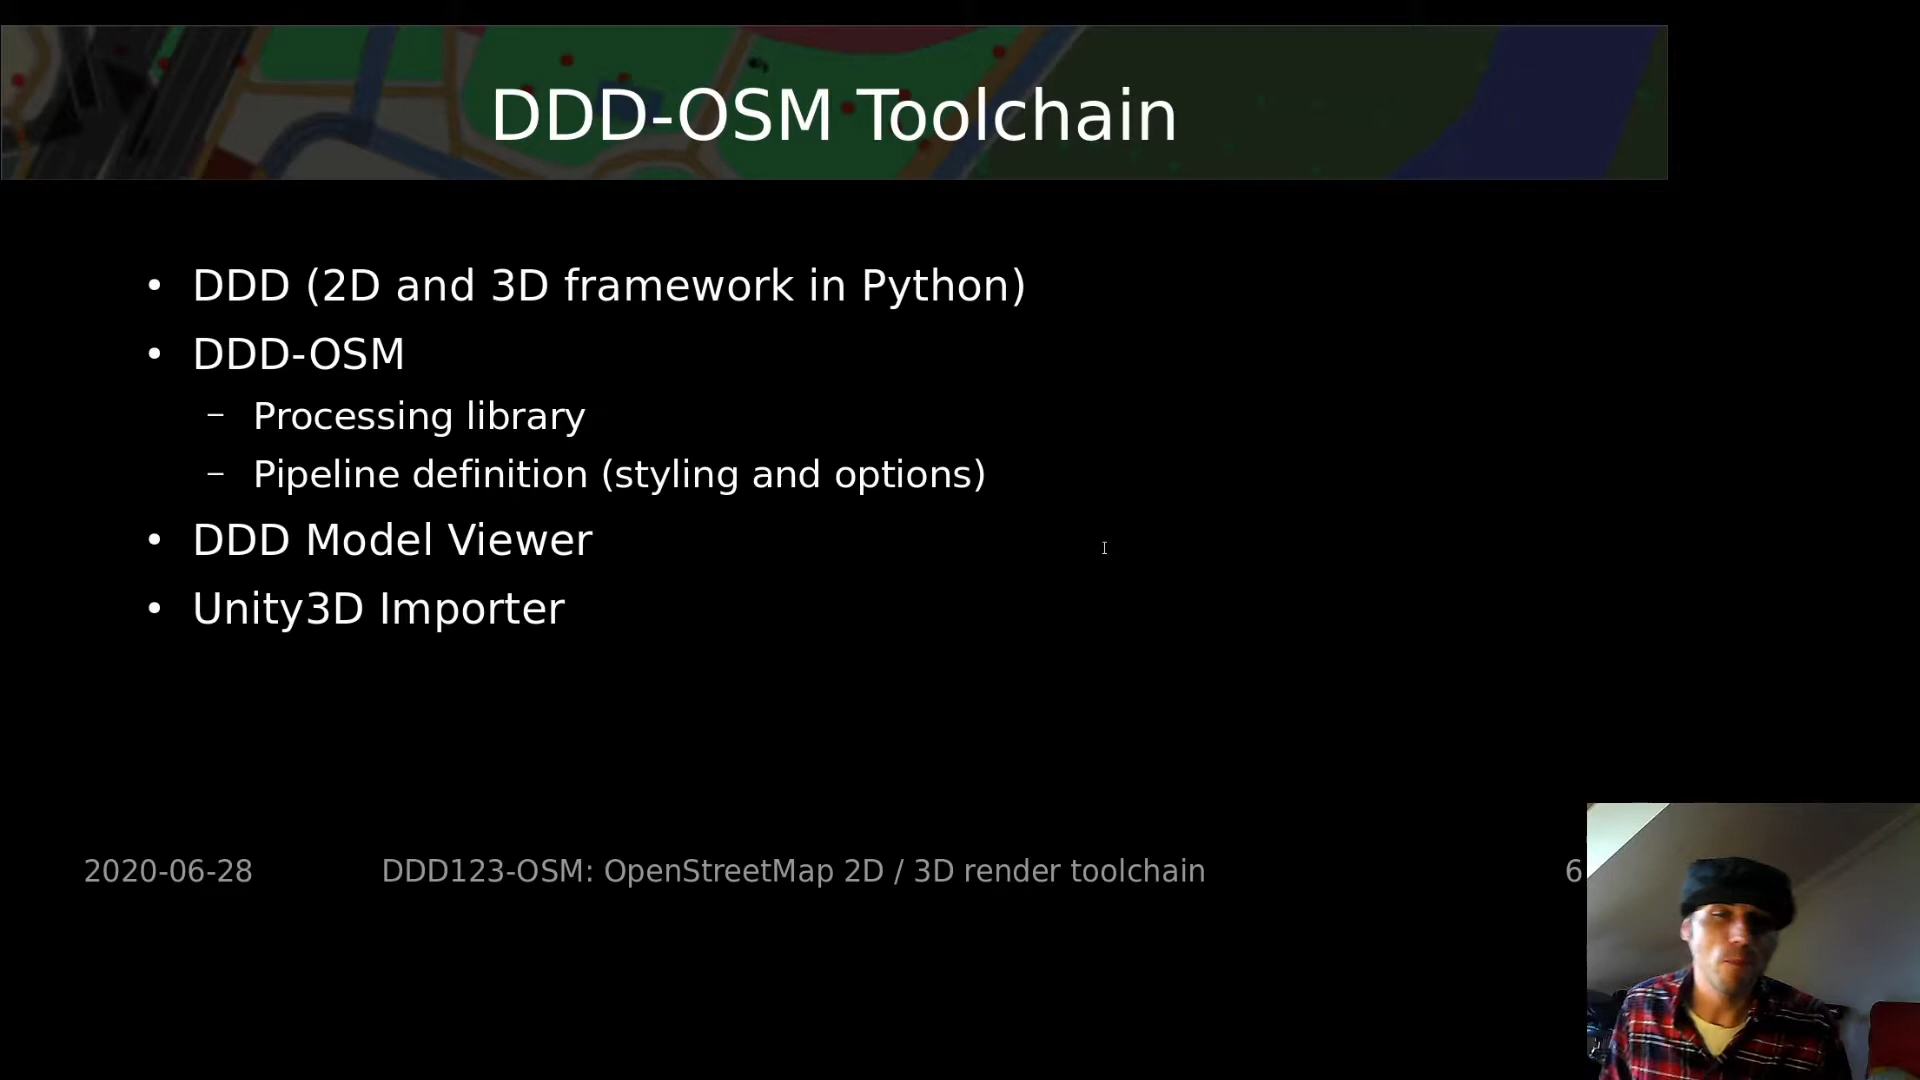 DDD-OSM Toolchain
• DDD (2D and 3D framework in Python)
• DDD-OSM
– Processing library
– Pipeline definition (styling and options)
• DDD Model Viewer
• Unity3D Importer
2020-06-28 DDD123-OSM: OpenStreetMap 2D / 3D render toolchain 6